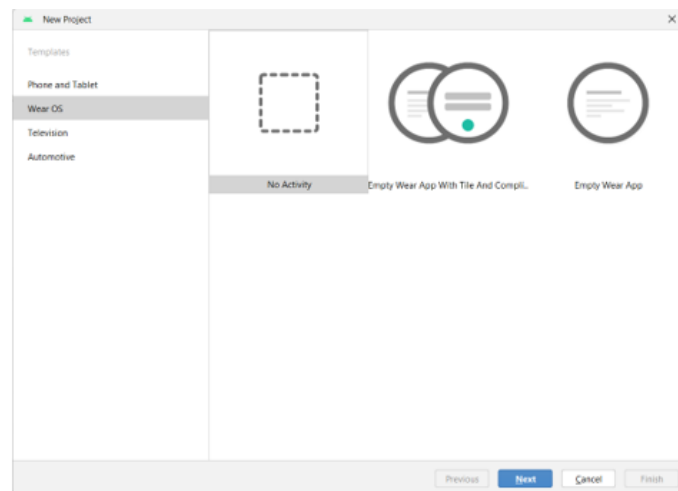 New Project
Templates
Phone and Tablet
Wear OS
Television
Automotive
No Activity
Empty Wear App With Tile And Compli..
Empty Wear App
Previous
Next
Cancel
Finish